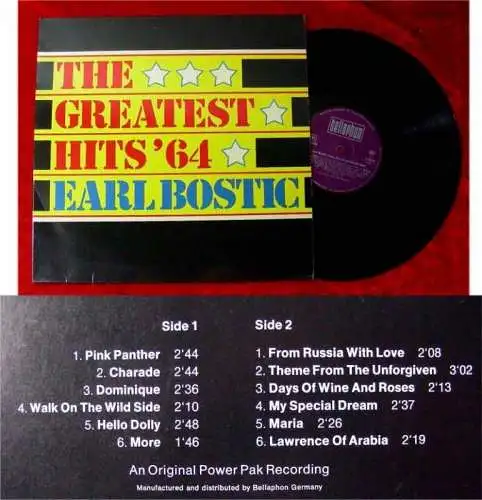 THE
GREATEST
HITS '64
EARL BOSTIC
bellaphon
Side 1
1. Pink Panther 2'44
2. Charade 2'44
3. Dominique 2'36
4. Walk On The Wild Side 2'10
5. Hello Dolly 2'48
6. More 1'46
Side 2
1. From Russia With Love 2'08
2. Theme From The Unforgiven 3'02
3. Days Of Wine And Roses 2'13
4. My Special Dream 2'37
5. Maria 2'26
6. Lawrence Of Arabia 2'19
An Original Power Pak Recording
Manufactured and distributed by Bellaphon Germany